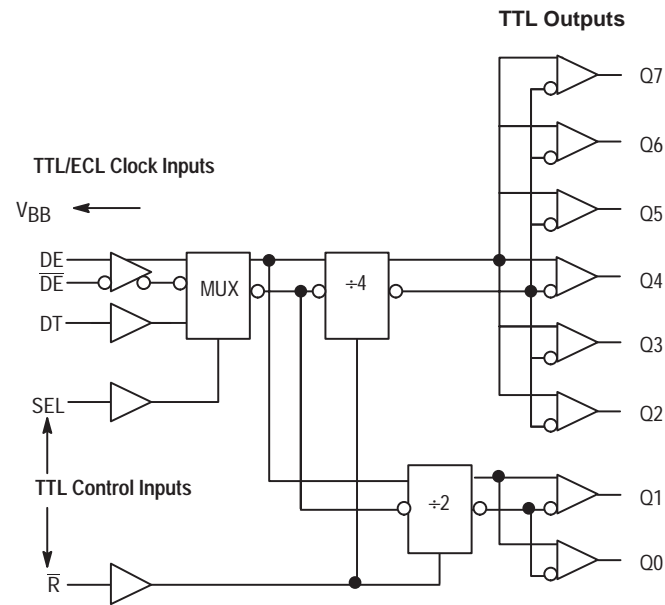 TTL Outputs
Q7
Q6
TTL/ECL Clock Inputs
Q5
VBB
DE
DE
MUX
÷4
Q4
DT
Q3
SEL
Q2
TTL Control Inputs
÷2
Q1
R
Q0